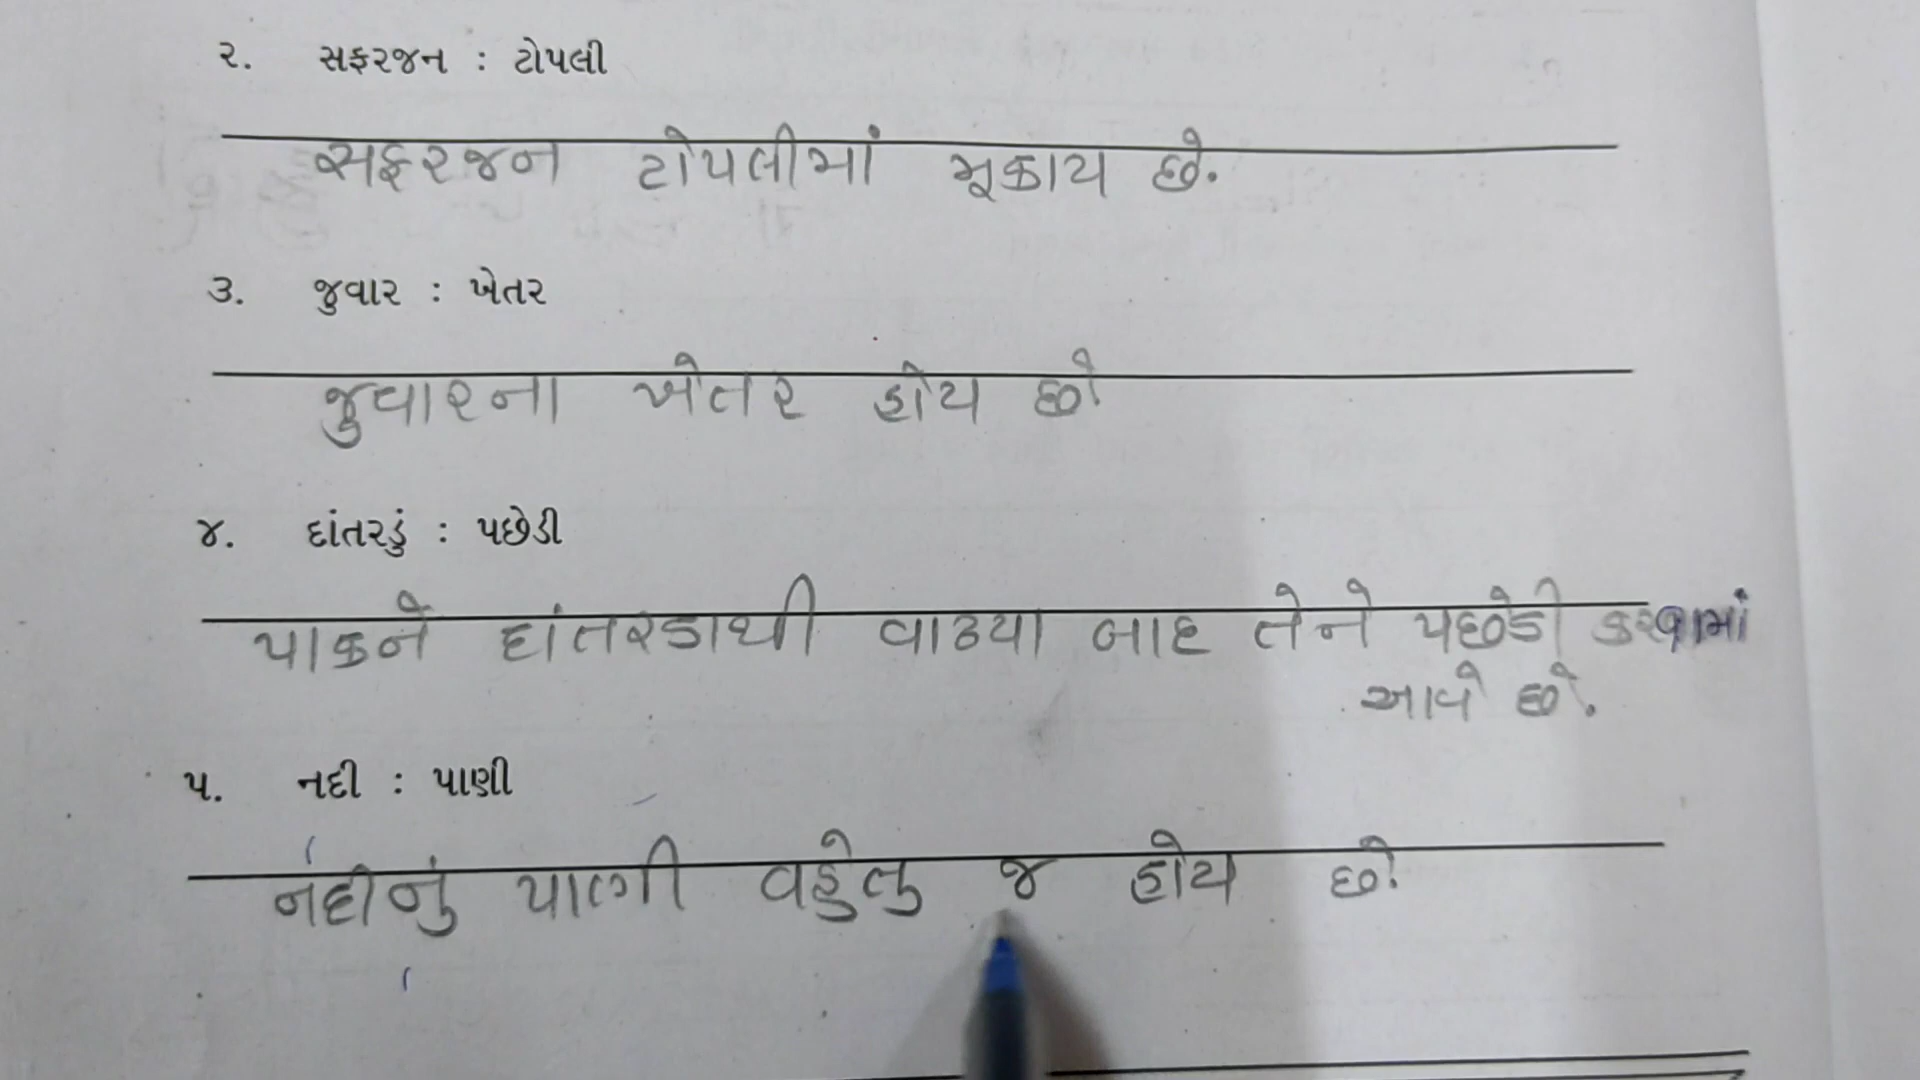 ૨. સફરજન : ટોપલી
સફરજન ટોપલીમાં મૂકાય છે.
૩. જુવાર : ખેતર
જુવારના ખેતર હોય છે
૪. દાંતરડું : પછેડી
પાકને દાંતરડાથી વાઢયા બાદ તેને પછેડી કરવામાં
આવે છે.
૫. નદી : પાણી
નદીનું પાણી વહેતુ જ હોય છે.